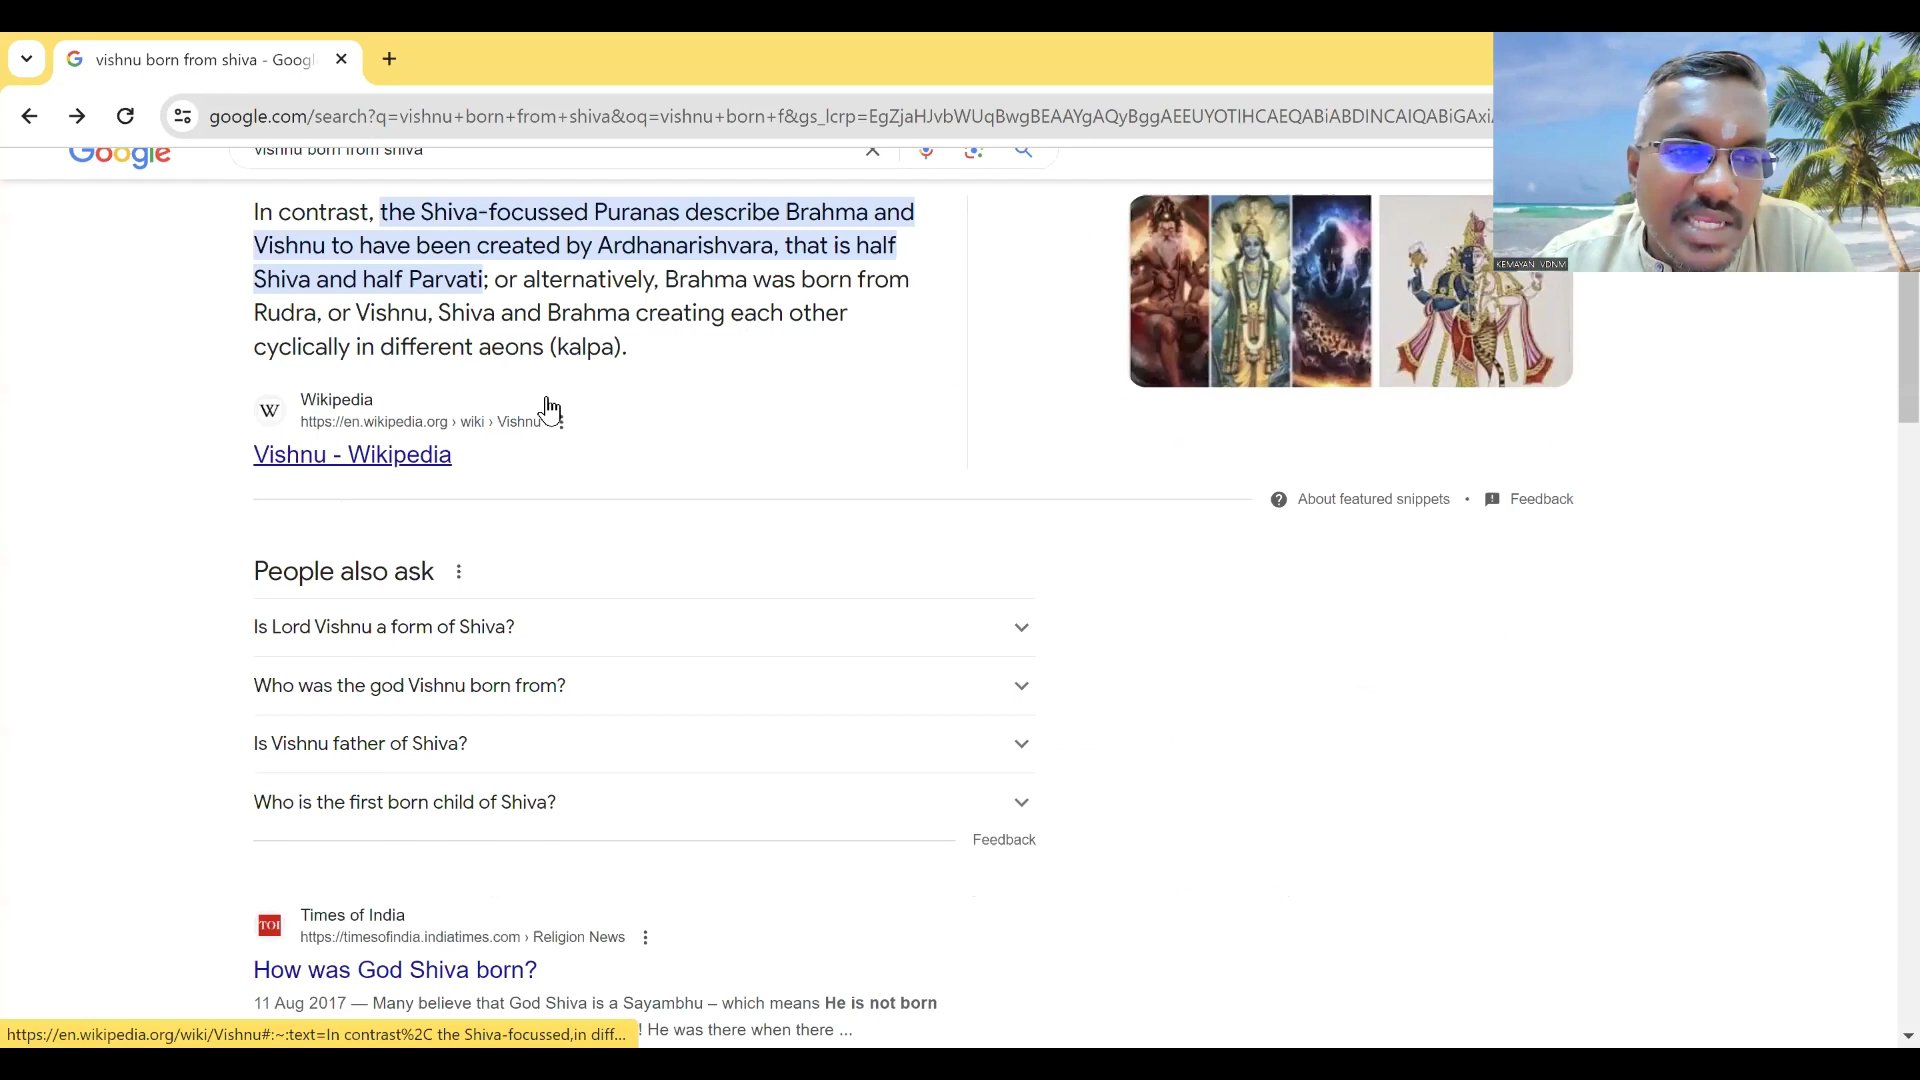 vishnu born from shiva - Googl
google.com/search?q=vishnu+born+from+shiva&oq=vishnu+born+f&gs_lcrp=EgZjaHJvbWUqBwgBEAAYgAQyBggAEEUYOTIHCAEQABiABDINCAIQABiGAxi
KEMAYAN VDNM
Google
vishnu born from shiva
In contrast, the Shiva-focussed Puranas describe Brahma and
Vishnu to have been created by Ardhanarishvara, that is half
Shiva and half Parvati; or alternatively, Brahma was born from
Rudra, or Vishnu, Shiva and Brahma creating each other
cyclically in different aeons (kalpa).
W
Wikipedia
https://en.wikipedia.org › wiki › Vishnu
Vishnu - Wikipedia
About featured snippets • Feedback
People also ask
Is Lord Vishnu a form of Shiva?
Who was the god Vishnu born from?
Is Vishnu father of Shiva?
Who is the first born child of Shiva?
Feedback
TOI
Times of India
https://timesofindia.indiatimes.com › Religion News
How was God Shiva born?
11 Aug 2017 — Many believe that God Shiva is a Sayambhu – which means He is not born
! He was there when there ...
https://en.wikipedia.org/wiki/Vishnu#:~:text=In contrast%2C the Shiva-focussed,in diff...